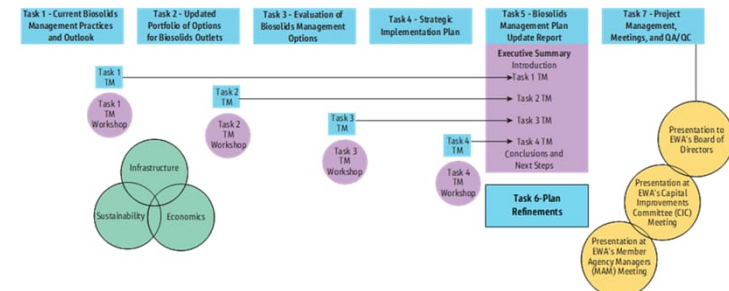 Task 1 - Current Biosolids
Management Practices
and Outlook
Task 2 - Updated
Portfolio of Options
for Biosolids Outlets
Task 3 - Evaluation of
Biosolids Management
Options
Task 4 - Strategic
Implementation Plan
Task 5 - Biosolids
Management Plan
Update Report
Task 7 - Project
Management,
Meetings, and QA/QC
Executive Summary
Introduction
Task 1 TM
Task 2 TM
Task 3 TM
Task 4 TM
Conclusions and
Next Steps
Task 1
TM
Task 1
TM
Workshop
Task 2
TM
Task 2
TM
Workshop
Task 3
TM
Task 3
TM
Workshop
Task 4
TM
Task 4
TM
Workshop
Infrastructure
Sustainability
Economics
Task 6-Plan
Refinements
Presentation to
EWA's Board of
Directors
Presentation at
EWA's Capital
Improvements
Committee (CIC)
Meeting
Presentation at
EWA's Member
Agency Managers
(MAM) Meeting